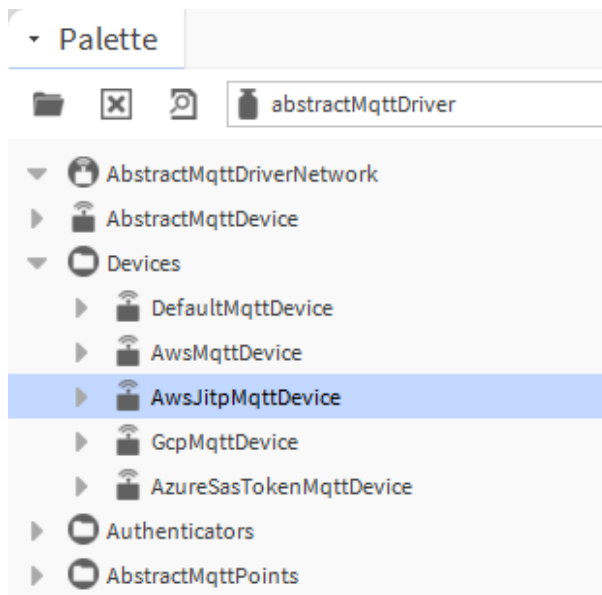 Palette
abstractMqttDriver
AbstractMqttDriverNetwork
AbstractMqttDevice
Devices
DefaultMqttDevice
AwsMqttDevice
AwsJitpMqttDevice
GcpMqttDevice
AzureSasTokenMqttDevice
Authenticators
AbstractMqttPoints